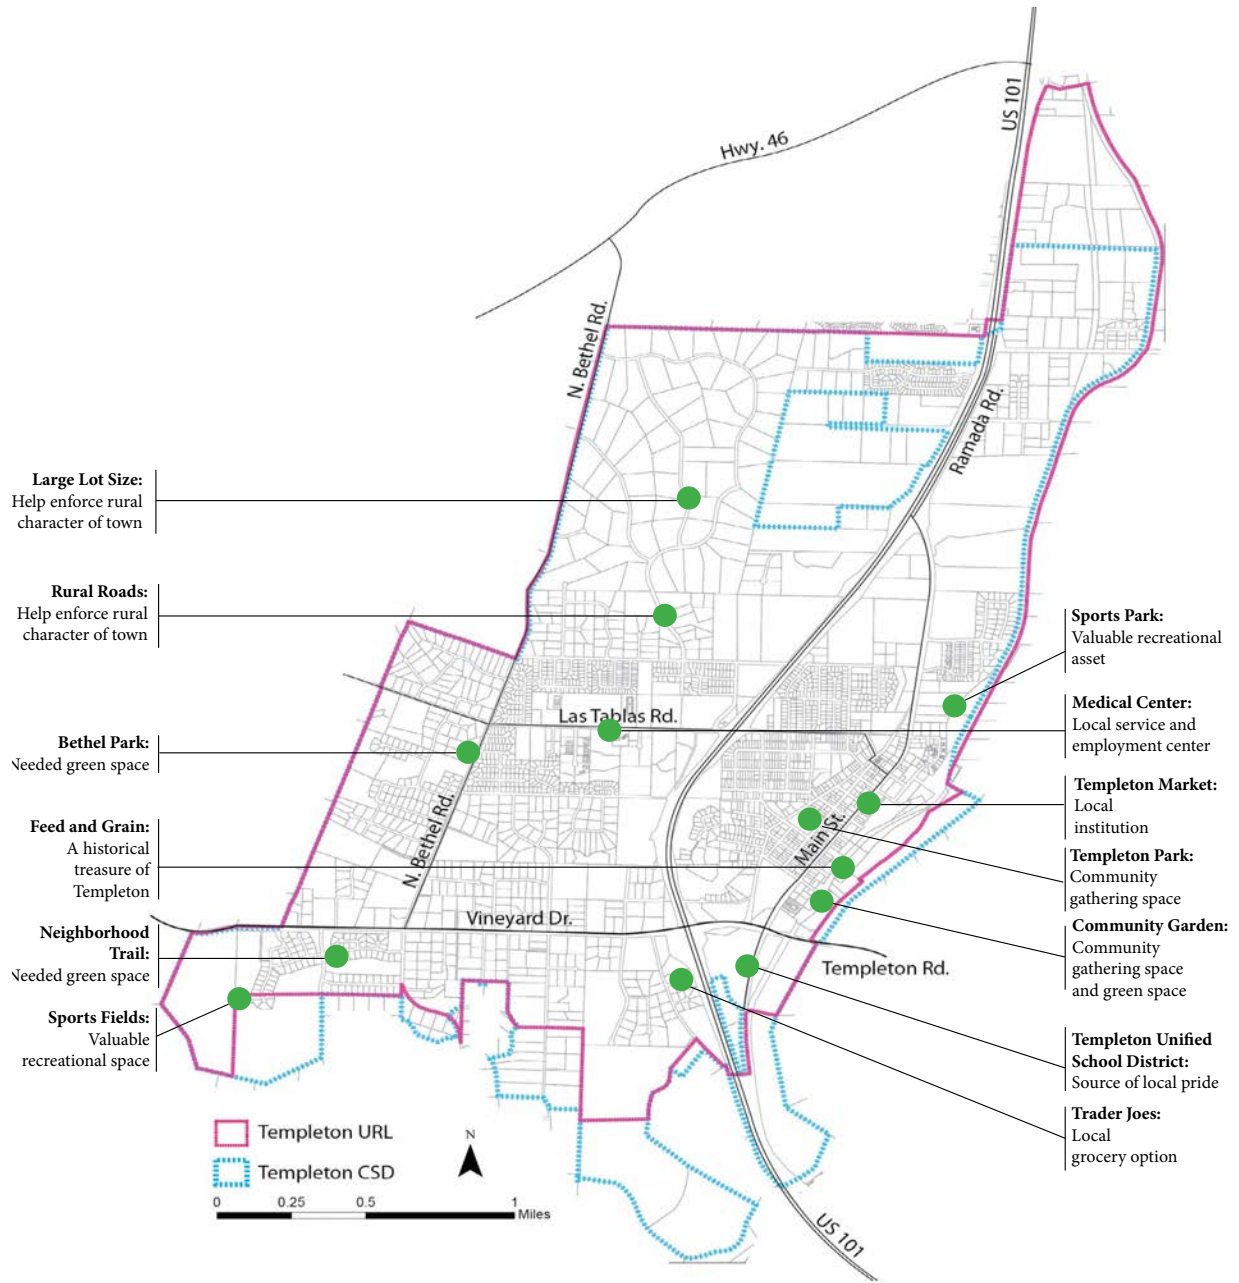 US 101
Hwy. 46
N. Bethel Rd.
Ramada Rd.
Large Lot Size:
Help enforce rural
character of town
Rural Roads:
Help enforce rural
character of town
Bethel Park:
Needed green space
Feed and Grain:
A historical
treasure of
Templeton
Neighborhood
Trail:
Needed green space
Sports Fields:
Valuable
recreational space
Las Tablas Rd.
N. Bethel Rd.
Main St.
Vineyard Dr.
Templeton Rd.
Sports Park:
Valuable recreational
asset
Medical Center:
Local service and
employment center
Templeton Market:
Local
institution
Templeton Park:
Community
gathering space
Community Garden:
Community
gathering space
and green space
Templeton Unified
School District:
Source of local pride
Trader Joes:
Local
grocery option
Templeton URL
Templeton CSD
N
0 0.25 0.5 1
Miles
US 101